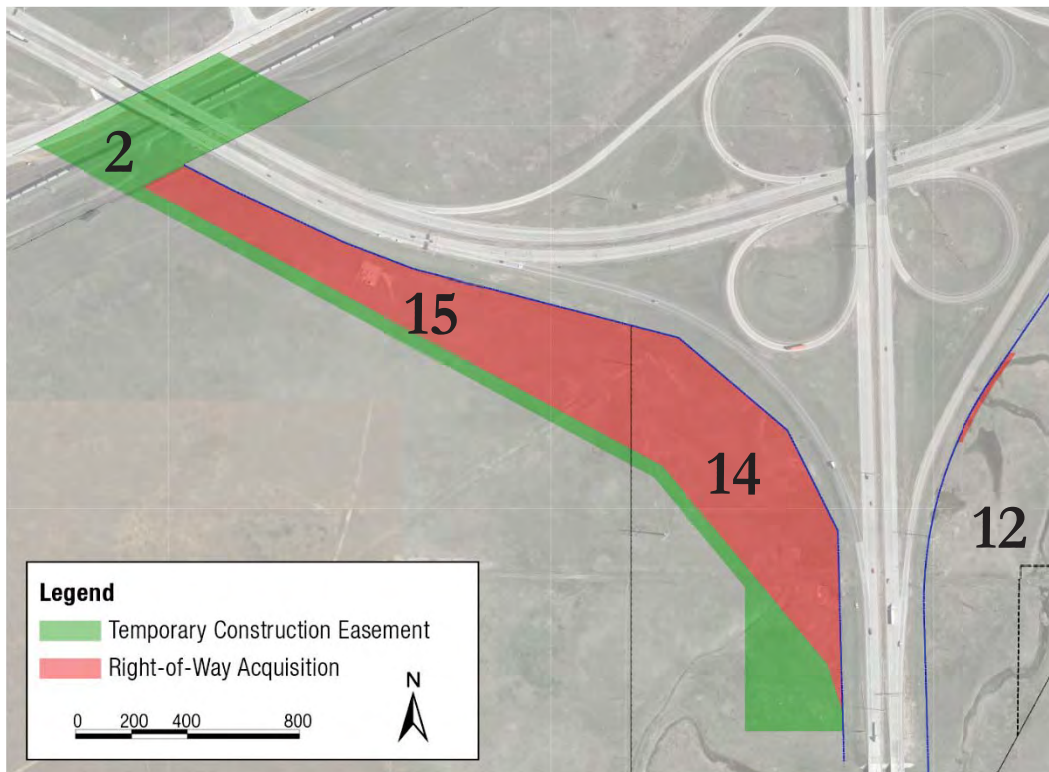 2
15
14
12
Legend
Temporary Construction Easement
Right-of-Way Acquisition
N
0 200 400 800